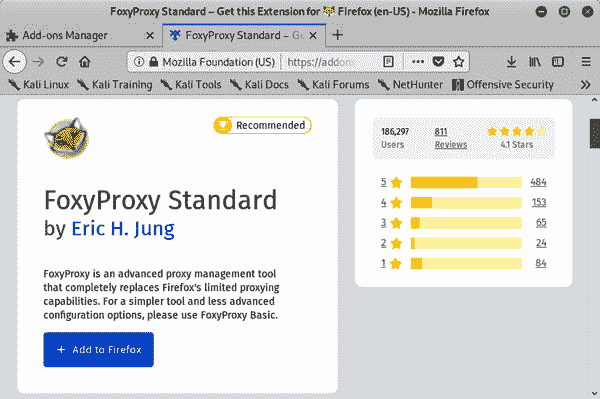 FoxyProxy Standard – Get this Extension for 🦊 Firefox (en-US) - Mozilla Firefox
Add-ons Manager
FoxyProxy Standard – G
Mozilla Foundation (US)
https://addons
Kali Linux
Kali Training
Kali Tools
Kali Docs
Kali Forums
NetHunter
Offensive Security
Recommended
FoxyProxy Standard
by Eric H. Jung
FoxyProxy is an advanced proxy management tool
that completely replaces Firefox's limited proxying
capabilities. For a simpler tool and less advanced
configuration options, please use FoxyProxy Basic.
+ Add to Firefox
186,297
Users
811
Reviews
4.1 Stars
5 484
4 153
3 65
2 24
1 84